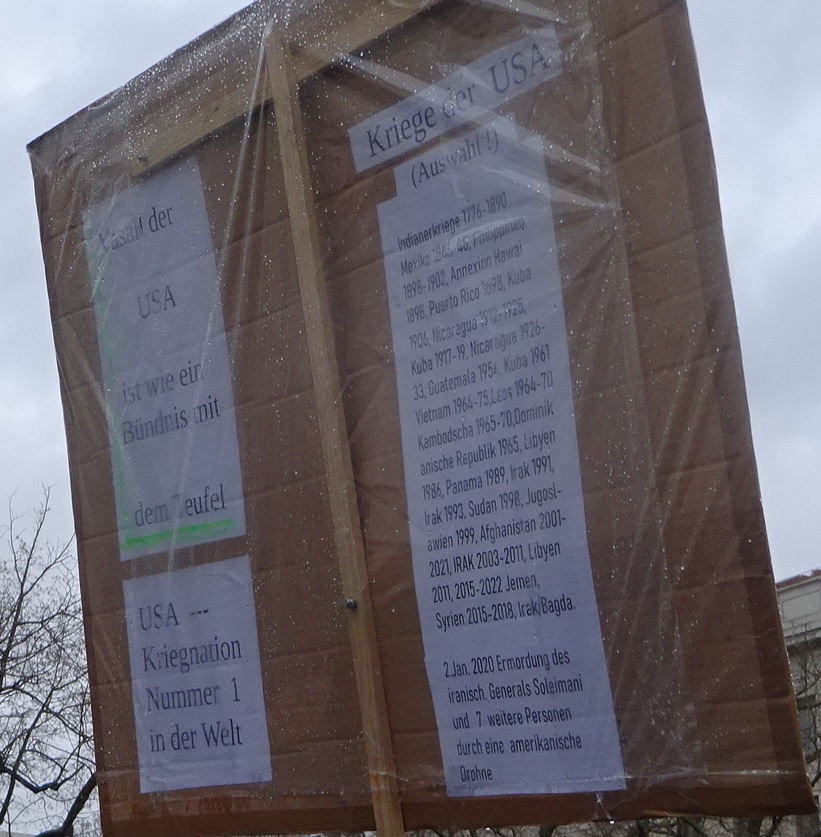 Vasall der
USA
ist wie ein
Bündnis mit
dem Teufel
USA ---
Kriegnation
Nummer 1
in der Welt
Kriege der USA
(Auswahl !)
Indianerkriege 1776-1890
Mexiko 1846-46, Philippinen
1898-1902, Annexion Hawai
1898, Puerto Rico 1898, Kuba
1906, Nicaragua 1912-1925,
Kuba 1917-19, Nicaragua 1926-
33, Guatemala 1954, Kuba 1961
Vietnam 1964-75,Laos 1964-70
Kambodscha 1965-70,Dominik
anische Republik 1965, Libyen
1986, Panama 1989, Irak 1991,
Irak 1993, Sudan 1998, Jugosl-
awien 1999, Afghanistan 2001-
2021, IRAK 2003-2011, Libyen
2011, 2015-2022 Jemen,
Syrien 2015-2018, Irak/Bagda.
2.Jan. 2020 Ermordung des
iranisch. Generals Soleimani
und 7 weitere Personen
durch eine amerikanische
Drohne